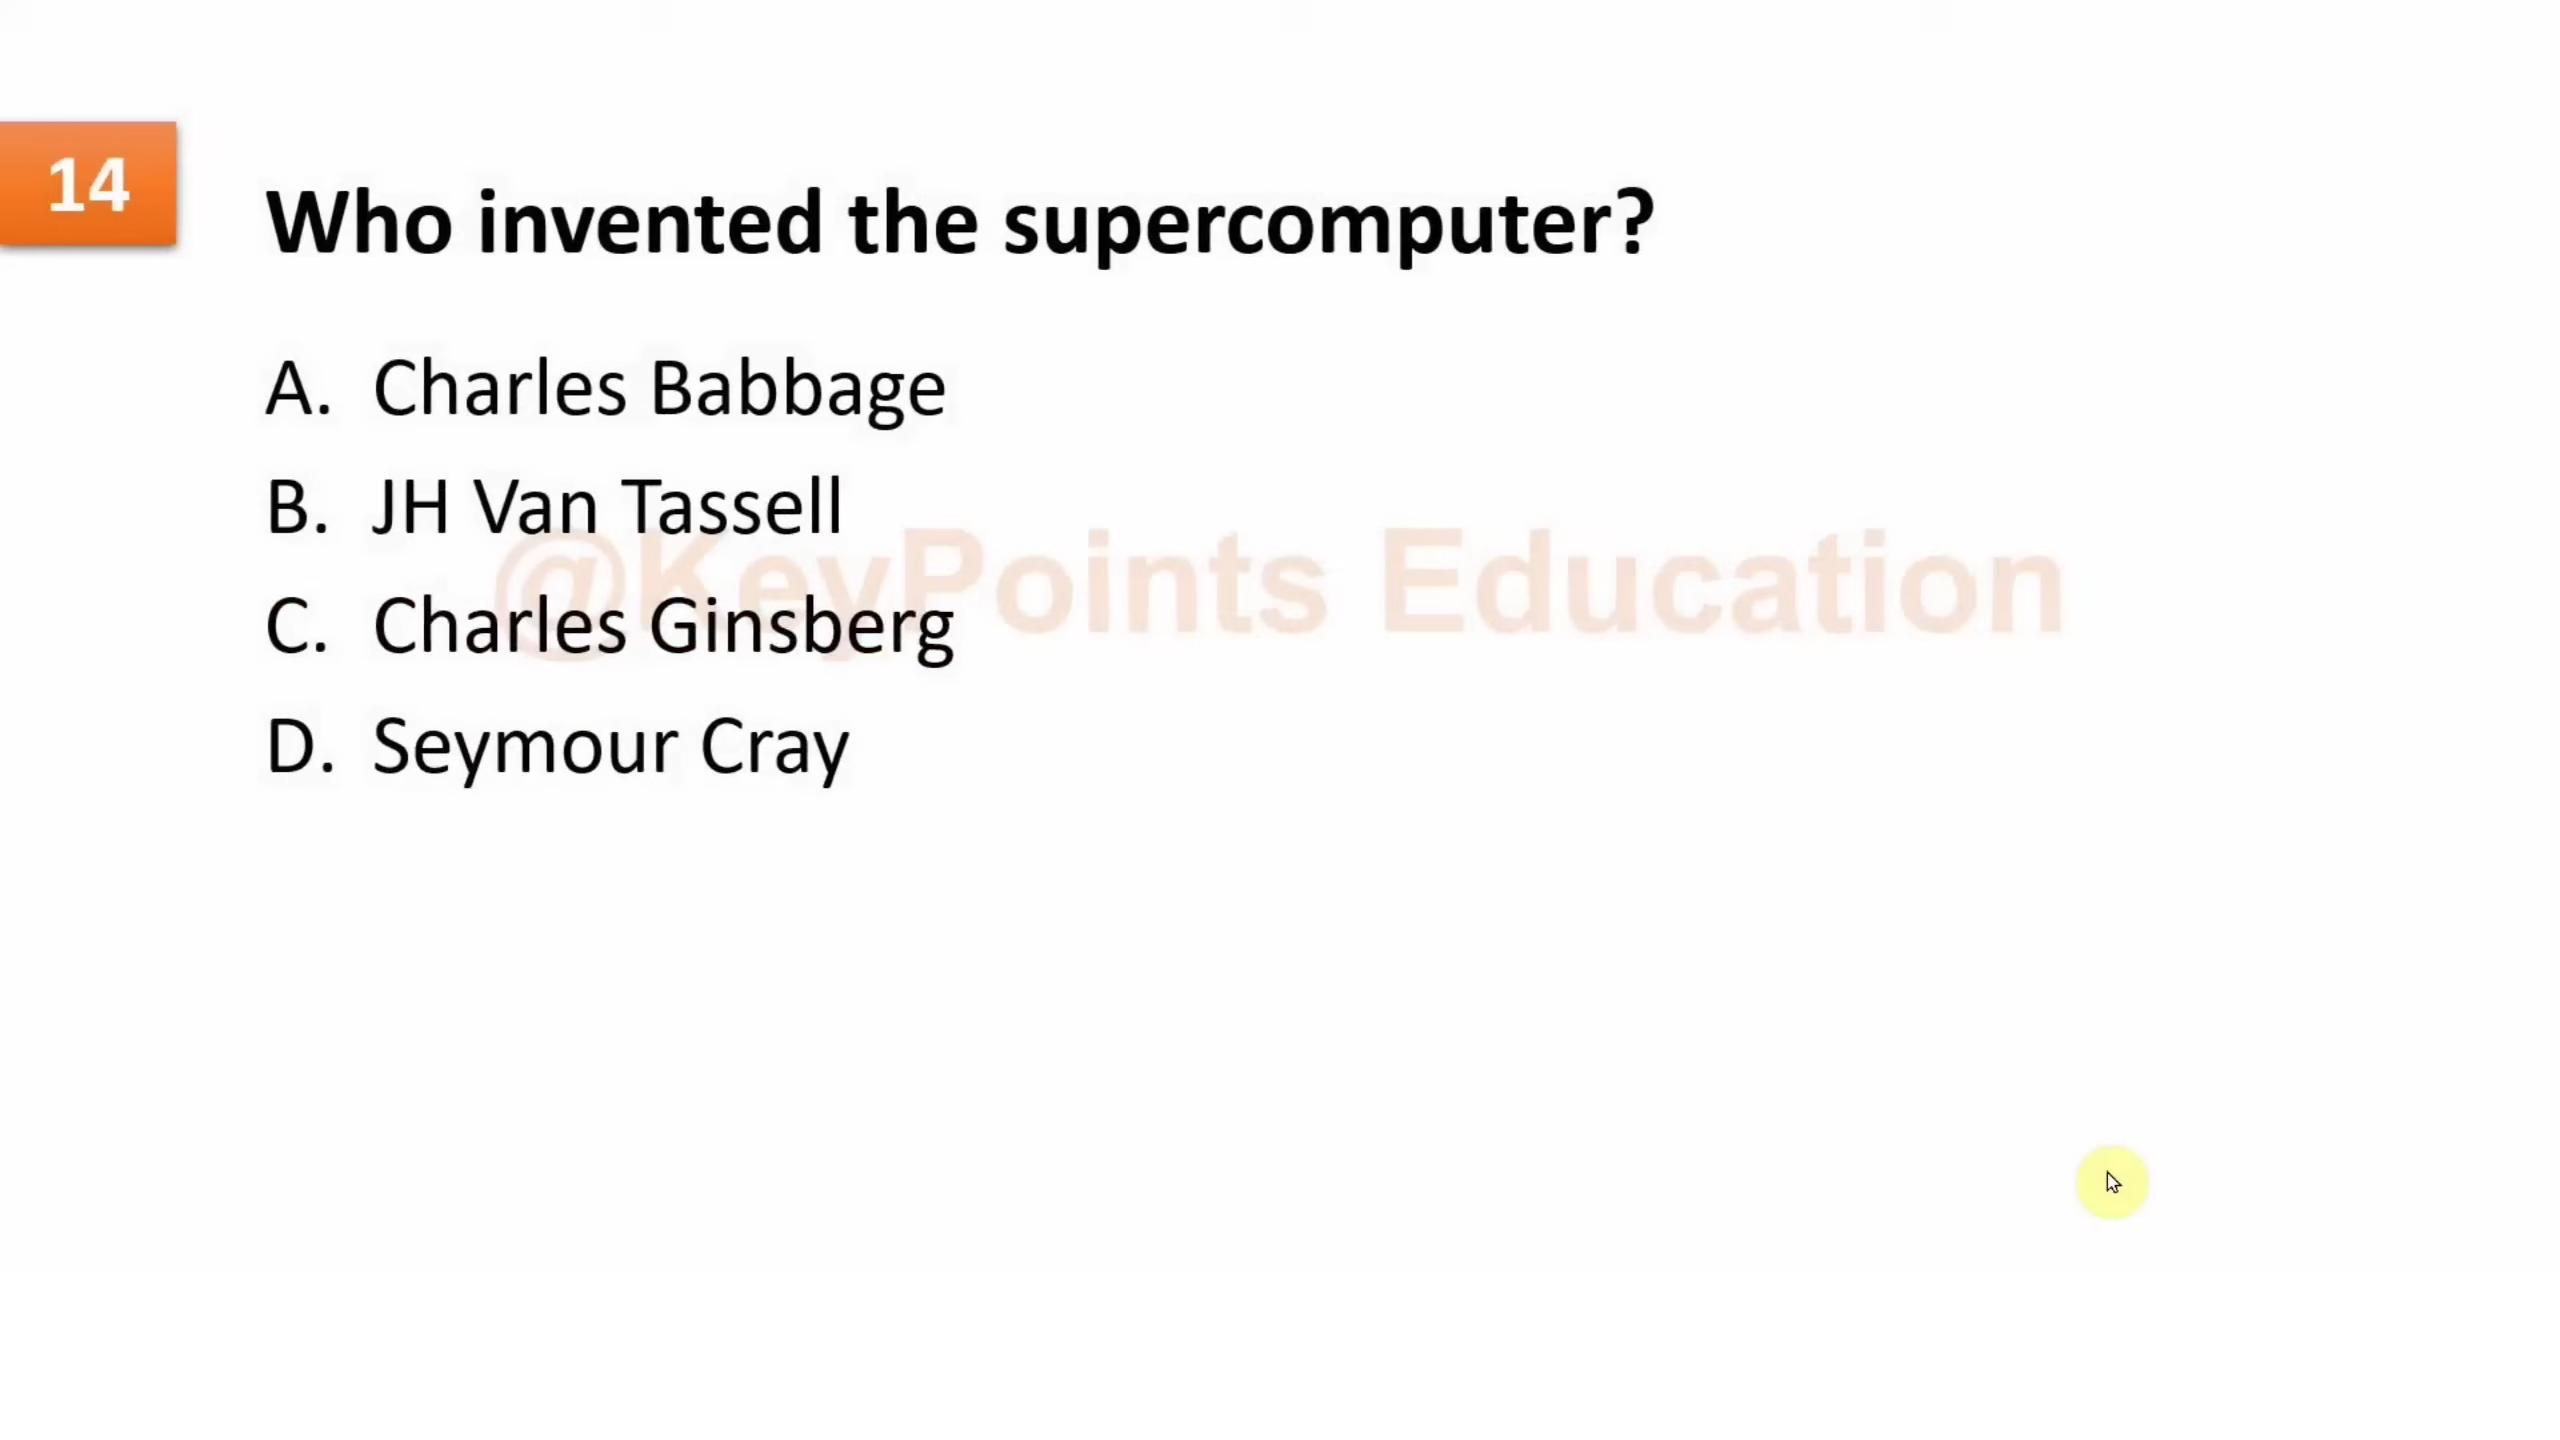 14
Who invented the supercomputer?
A. Charles Babbage
B. JH Van Tassell
@KeyPoints Education
C. Charles Ginsberg
D. Seymour Cray